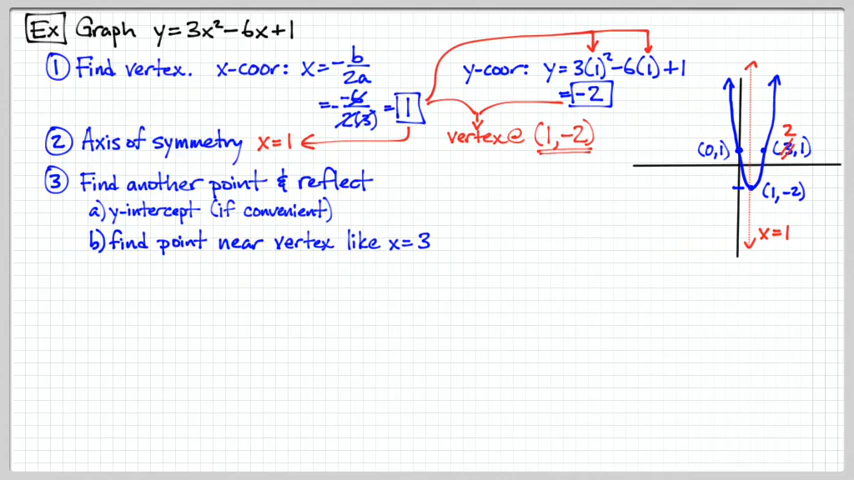 Ex Graph y=3x²-6x+1
① Find vertex. x-coor: x=-b/2a y-coor: y=3(1)²-6(1)+1
=--6/2(3)=1 =-2
vertex@ (1,-2)
② Axis of symmetry x=1
③ Find another point & reflect
a) y-intercept (if convenient)
b) find point near vertex like x=3
(0,1) (2,1)
(1,-2)
x=1